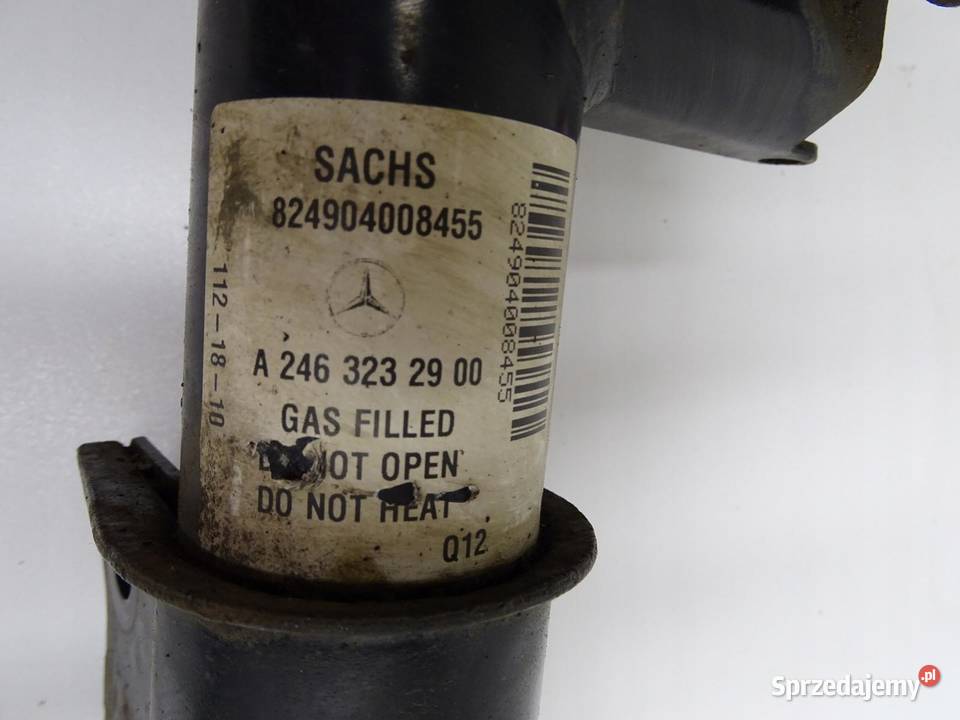 SACHS
824904008455
A 246 323 29 00
GAS FILLED
NOT OPEN
DO NOT HEAT
Q12
112-18-10
824904008455
Sprzedajemy.pl